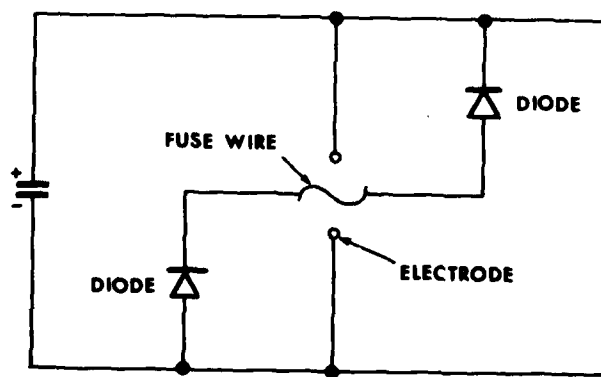 DIODE
FUSE WIRE
+
-
ELECTRODE
DIODE